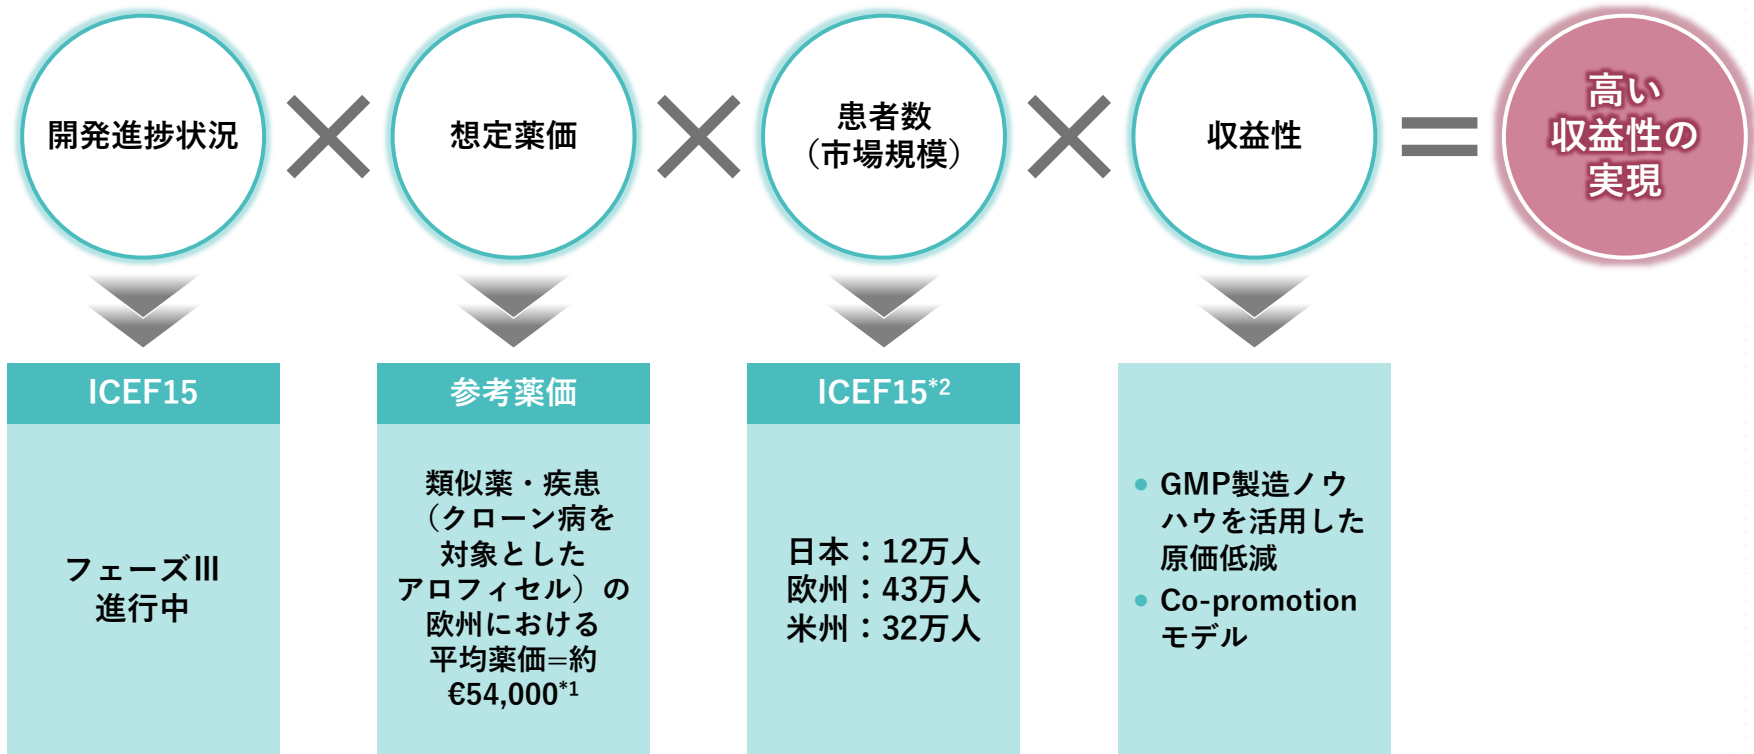 開発進捗状況
想定薬価
患者数
（市場規模）
収益性
高い
収益性の
実現
ICEF15
フェーズⅢ
進行中
参考薬価
類似薬・疾患
（クローン病を
対象とした
アロフィセル）の
欧州における
平均薬価=約
€54,000*1
ICEF15*2
日本：12万人
欧州：43万人
米州：32万人
• GMP製造ノウ
ハウを活用した
原価低減
• Co-promotion
モデル